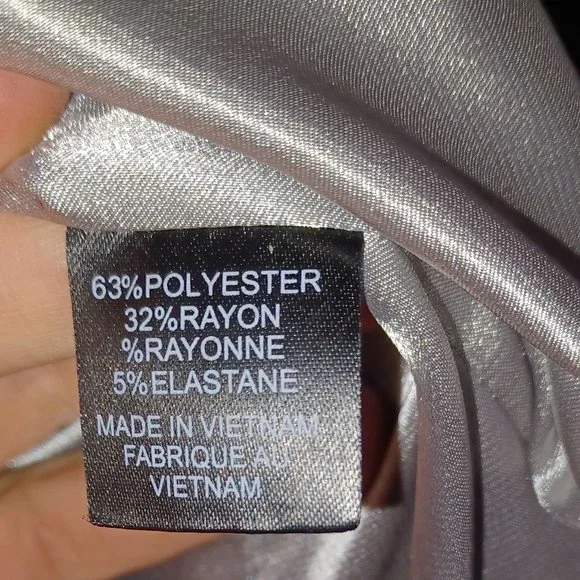 63%POLYESTER
32%RAYON
%RAYONNE
5%ELASTANE
MADE IN VIETNAM
FABRIQUE AU
VIETNAM